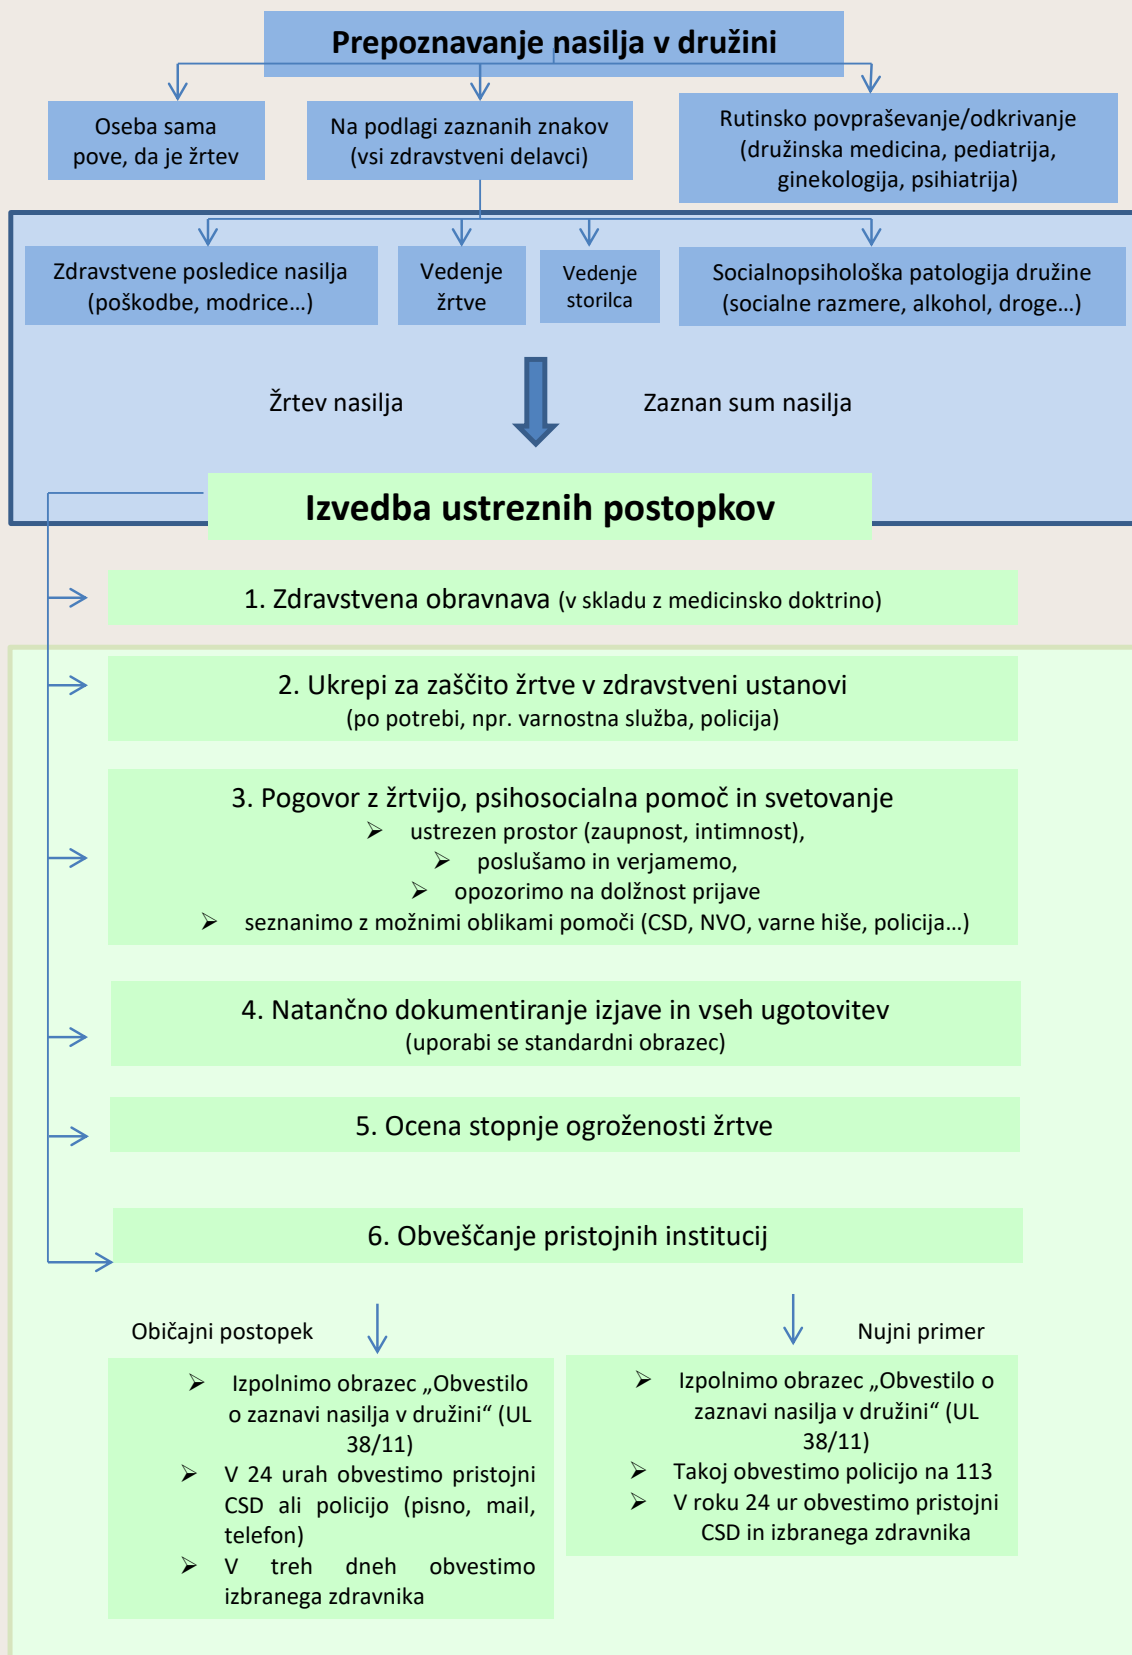 Prepoznavanje nasilja v družini
Oseba sama
pove, da je žrtev
Na podlagi zaznanih znakov
(vsi zdravstveni delavci)
Rutinsko povpraševanje/odkrivanje
(družinska medicina, pediatrija,
ginekologija, psihiatrija)
Zdravstvene posledice nasilja
(poškodbe, modrice...)
Vedenje
žrtve
Vedenje
storilca
Socialnopsihološka patologija družine
(socialne razmere, alkohol, droge...)
Žrtev nasilja
Zaznan sum nasilja
Izvedba ustreznih postopkov
1. Zdravstvena obravnava (v skladu z medicinsko doktrino)
2. Ukrepi za zaščito žrtve v zdravstveni ustanovi
(po potrebi, npr. varnostna služba, policija)
3. Pogovor z žrtvijo, psihosocialna pomoč in svetovanje
➢ ustrezen prostor (zaupnost, intimnost),
➢ poslušamo in verjamemo,
➢ opozorimo na dolžnost prijave
➢ seznanimo z možnimi oblikami pomoči (CSD, NVO, varne hiše, policija...)
4. Natančno dokumentiranje izjave in vseh ugotovitev
(uporabi se standardni obrazec)
5. Ocena stopnje ogroženosti žrtve
6. Obveščanje pristojnih institucij
Običajni postopek
➢ Izpolnimo obrazec „Obvestilo
o zaznavi nasilja v družini“ (UL
38/11)
➢ V 24 urah obvestimo pristojni
CSD ali policijo (pisno, mail,
telefon)
➢ V treh dneh obvestimo
izbranega zdravnika
Nujni primer
➢ Izpolnimo obrazec „Obvestilo o
zaznavi nasilja v družini“ (UL
38/11)
➢ Takoj obvestimo policijo na 113
➢ V roku 24 ur obvestimo pristojni
CSD in izbranega zdravnika